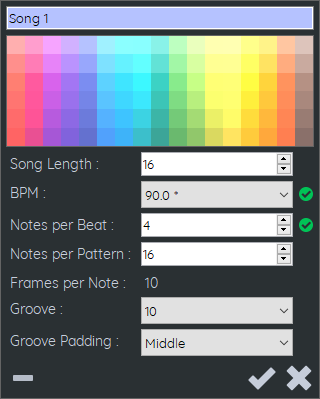 Song 1
Song Length : 16
BPM : 90.0 *
Notes per Beat : 4
Notes per Pattern : 16
Frames per Note : 10
Groove : 10
Groove Padding : Middle